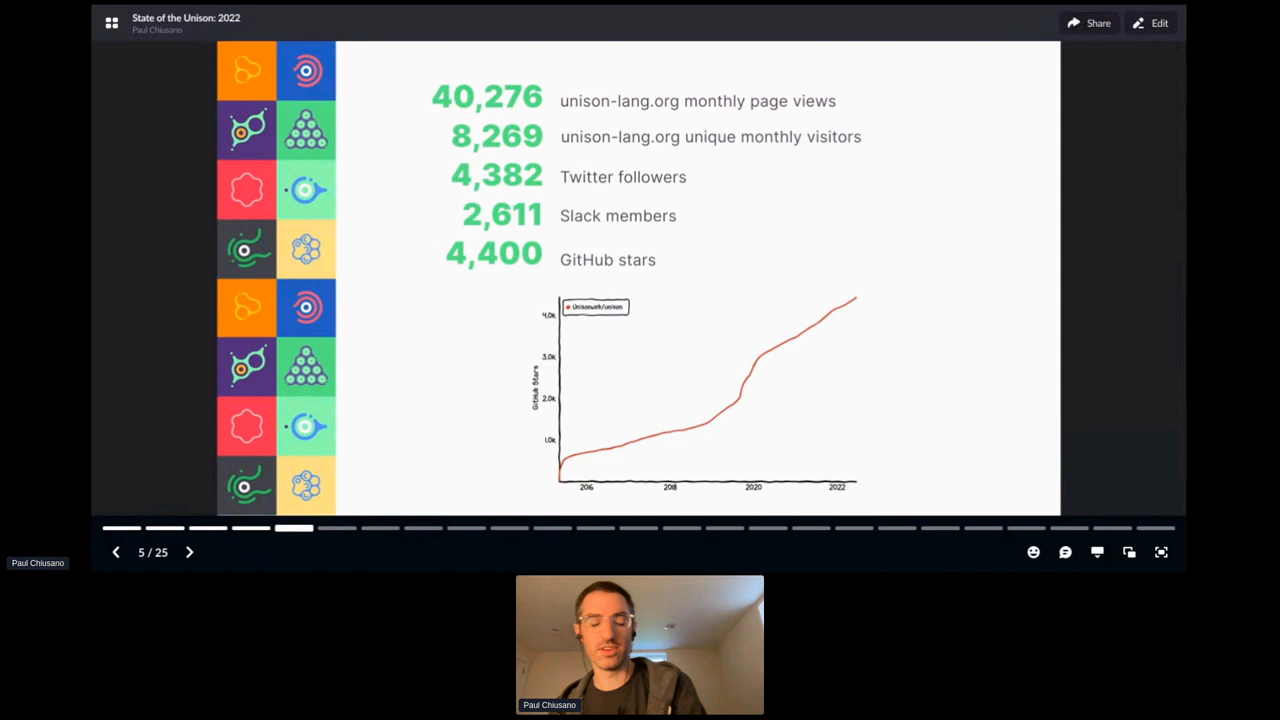 State of the Unison: 2022
Paul Chiusano
Share
Edit
40,276 unison-lang.org monthly page views
8,269 unison-lang.org unique monthly visitors
4,382 Twitter followers
2,611 Slack members
4,400 GitHub stars
Unisonweb/unison
4.0K
3.0K
2.0K
1.0K
GitHub Stars
2016
2018
2020
2022
5 / 25
Paul Chiusano
Paul Chiusano